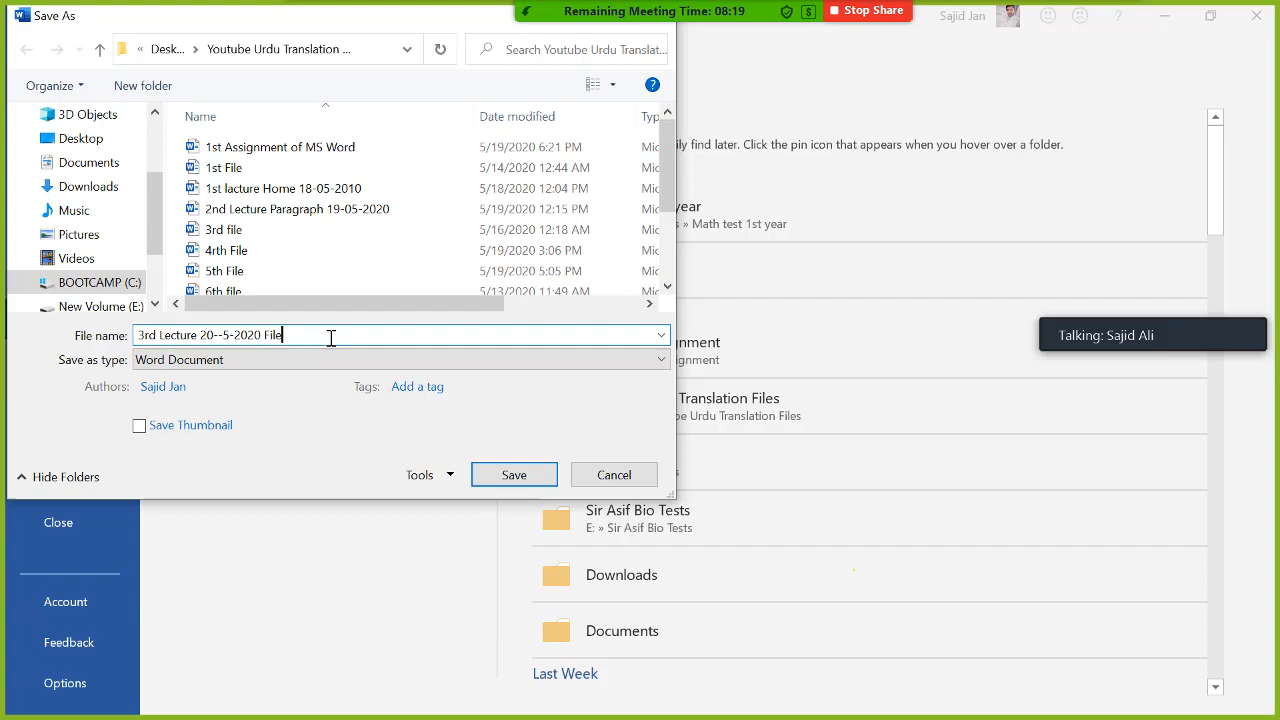 Save As
Remaining Meeting Time: 08:19
Stop Share
Sajid Jan
« Desk... > Youtube Urdu Translation ...
Search Youtube Urdu Translat...
Organize
New folder
3D Objects
Desktop
Documents
Downloads
Music
Pictures
Videos
BOOTCAMP (C:)
New Volume (E:)
Name Date modified Typ
1st Assignment of MS Word 5/19/2020 6:21 PM Mic
1st File 5/14/2020 12:44 AM Mic
1st lacture Home 18-05-2010 5/18/2020 12:04 PM Mic
2nd Lecture Paragraph 19-05-2020 5/19/2020 12:15 PM Mic
3rd file 5/16/2020 12:18 AM Mic
4rth File 5/19/2020 3:06 PM Mic
5th File 5/19/2020 5:05 PM Mic
6th file 5/13/2020 11:49 AM Mic
File name: 3rd Lecture 20--5-2020 File
Save as type: Word Document
Authors: Sajid Jan Tags: Add a tag
Save Thumbnail
Hide Folders
Tools
Save
Cancel
ily find later. Click the pin icon that appears when you hover over a folder.
year
s » Math test 1st year
nment
ignment
Talking: Sajid Ali
Translation Files
be Urdu Translation Files
s
Sir Asif Bio Tests
E: » Sir Asif Bio Tests
Downloads
Documents
Last Week
Close
Account
Feedback
Options